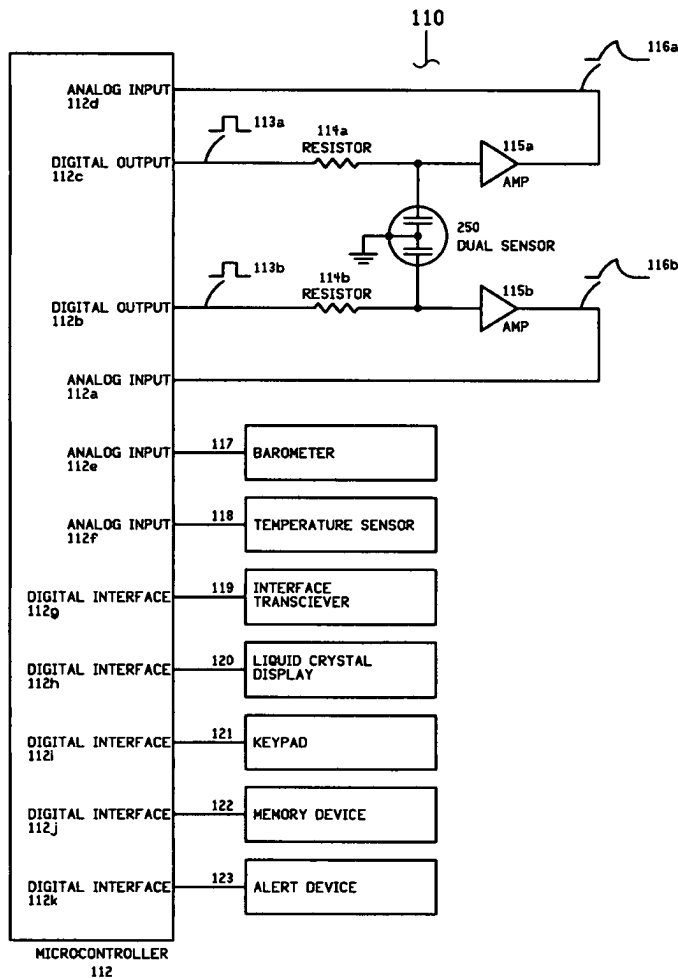 110
116a
ANALOG INPUT
112d
113a
114a
RESISTOR
115a
DIGITAL OUTPUT
112c
AMP
250
DUAL SENSOR
113b
114b
RESISTOR
115b
116b
DIGITAL OUTPUT
112b
AMP
ANALOG INPUT
112a
ANALOG INPUT
112e
117
BAROMETER
ANALOG INPUT
112f
118
TEMPERATURE SENSOR
DIGITAL INTERFACE
112g
119
INTERFACE
TRANSCIEVER
DIGITAL INTERFACE
112h
120
LIQUID CRYSTAL
DISPLAY
DIGITAL INTERFACE
112i
121
KEYPAD
DIGITAL INTERFACE
112j
122
MEMORY DEVICE
DIGITAL INTERFACE
112k
123
ALERT DEVICE
MICROCONTROLLER
112